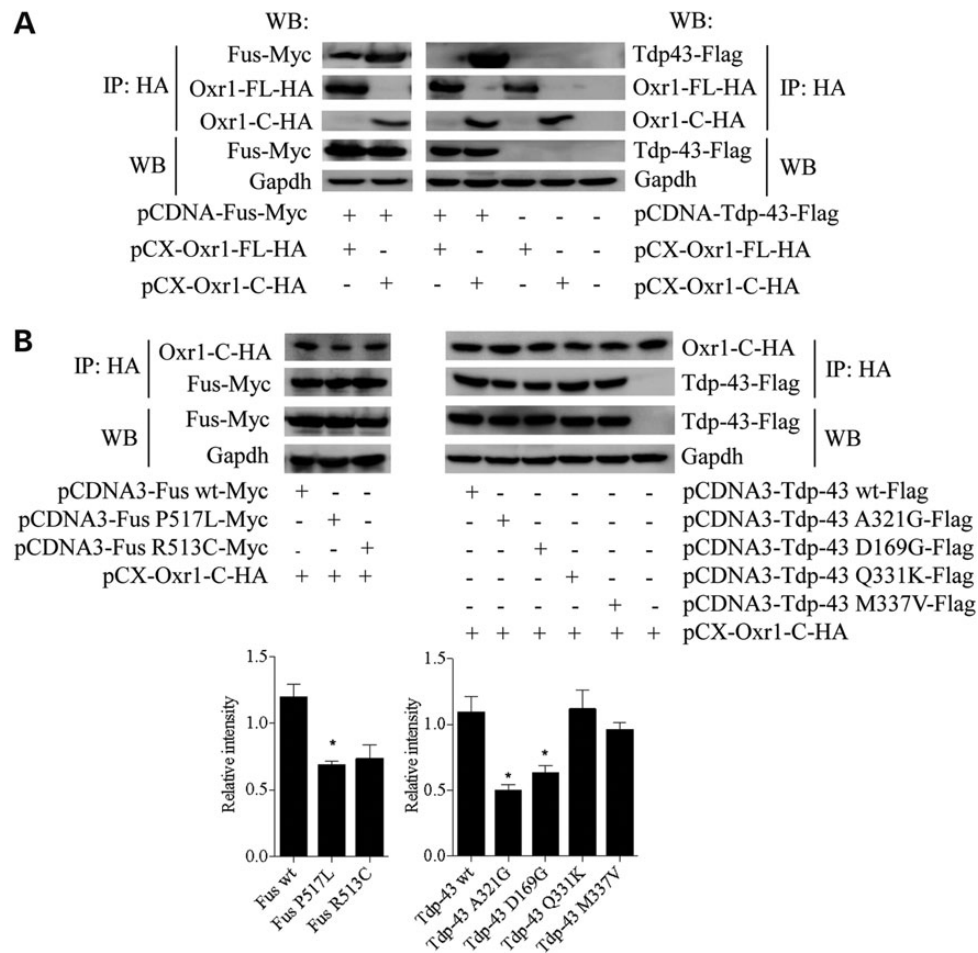 A
WB: WB:
Fus-Myc Tdp43-Flag
IP: HA Oxr1-FL-HA Oxr1-FL-HA IP: HA
Oxr1-C-HA Oxr1-C-HA
WB Fus-Myc Tdp-43-Flag WB
Gapdh Gapdh
pCDNA-Fus-Myc + + + + - - - pCDNA-Tdp-43-Flag
pCX-Oxr1-FL-HA + - + - + - - pCX-Oxr1-FL-HA
pCX-Oxr1-C-HA - + - + - + - pCX-Oxr1-C-HA
B
IP: HA Oxr1-C-HA Oxr1-C-HA IP: HA
Fus-Myc Tdp-43-Flag
WB Fus-Myc Tdp-43-Flag WB
Gapdh Gapdh
pCDNA3-Fus wt-Myc + - - + - - - - - pCDNA3-Tdp-43 wt-Flag
pCDNA3-Fus P517L-Myc - + - - + - - - - pCDNA3-Tdp-43 A321G-Flag
pCDNA3-Fus R513C-Myc - - + - - + - - - pCDNA3-Tdp-43 D169G-Flag
pCX-Oxr1-C-HA + + + - - - + - - pCDNA3-Tdp-43 Q331K-Flag
- - - - + - pCDNA3-Tdp-43 M337V-Flag
+ + + + + + pCX-Oxr1-C-HA
Relative intensity
1.5
1.0
0.5
0.0
*
Fus wt
Fus P517L
Fus R513C
Relative intensity
1.5
1.0
0.5
0.0
*
*
Tdp-43 wt
Tdp-43 A321G
Tdp-43 D169G
Tdp-43 Q331K
Tdp-43 M337V